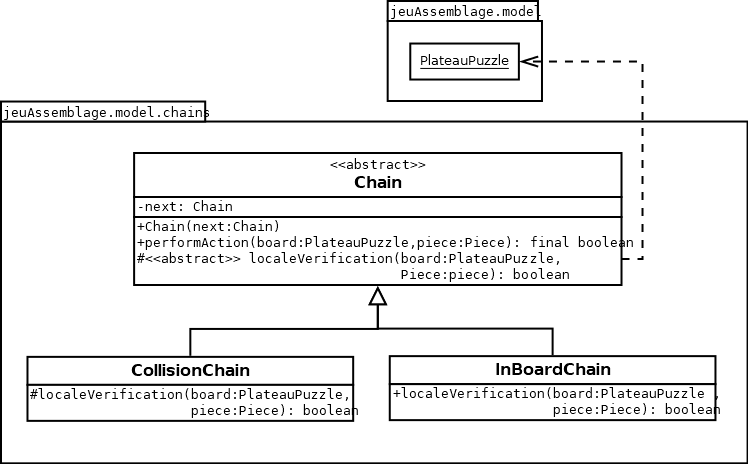 jeuAssemblage.model
PlateauPuzzle
jeuAssemblage.model.chains
<<abstract>>
Chain
-next: Chain
+Chain(next:Chain)
+performAction(board:PlateauPuzzle,piece:Piece): final boolean
#<<abstract>> localeVerification(board:PlateauPuzzle,
Piece:piece): boolean
CollisionChain
#localeVerification(board:PlateauPuzzle,
piece:Piece): boolean
InBoardChain
+localeVerification(board:PlateauPuzzle ,
piece:Piece): boolean